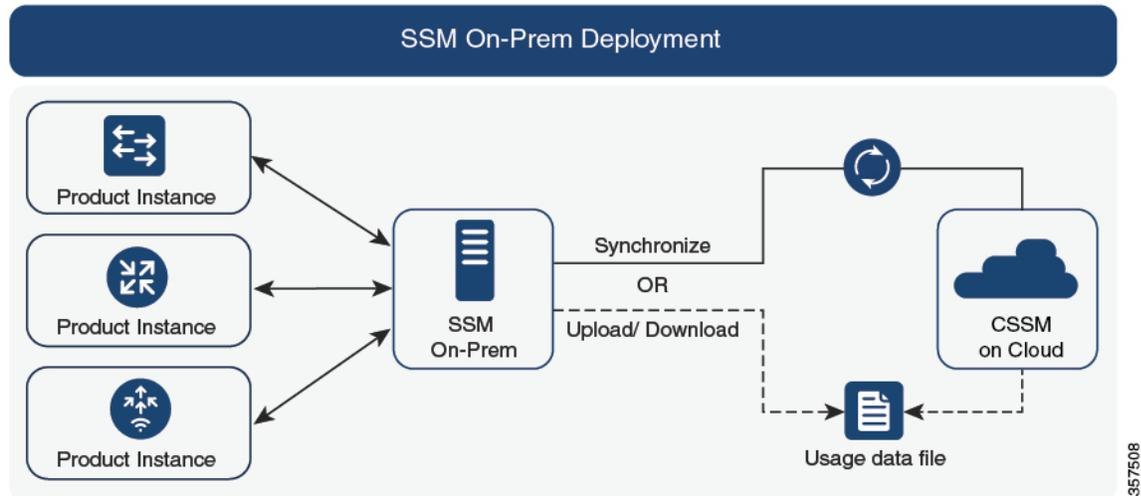 SSM On-Prem Deployment
Product Instance
Product Instance
Product Instance
SSM
On-Prem
Synchronize
OR
Upload/ Download
CSSM
on Cloud
Usage data file
357508